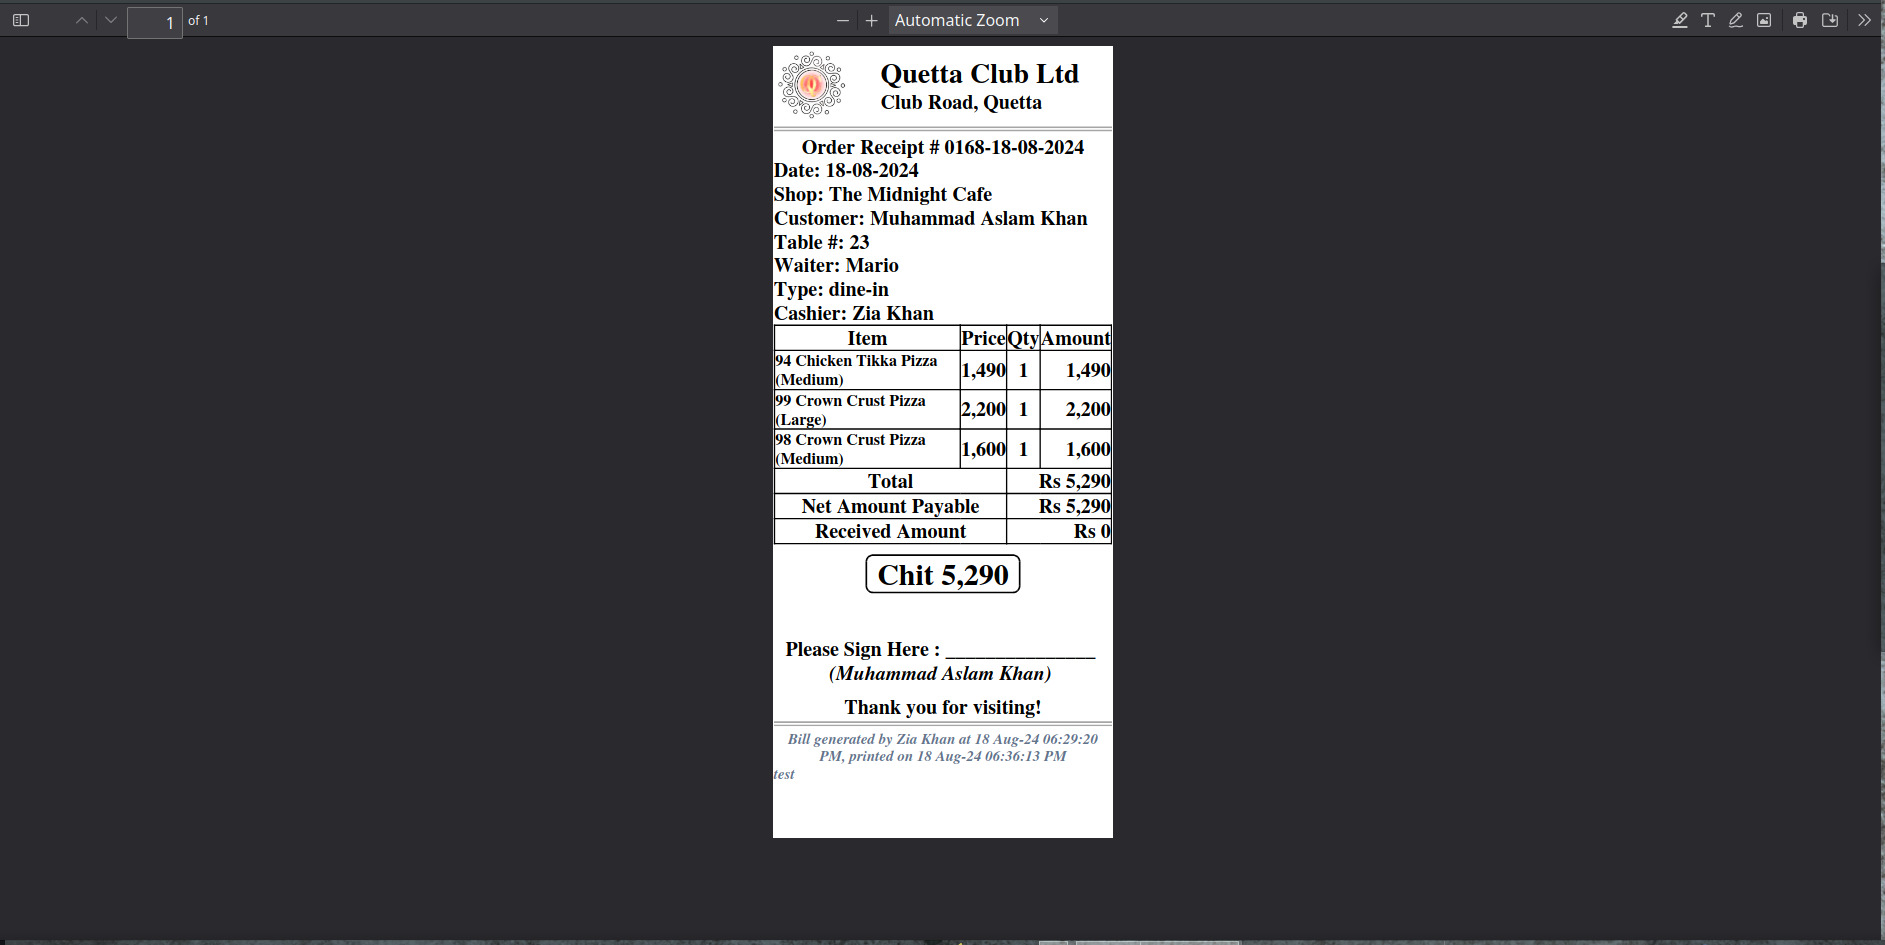 1 of 1
Automatic Zoom
Quetta Club Ltd
Club Road, Quetta
Order Receipt # 0168-18-08-2024
Date: 18-08-2024
Shop: The Midnight Cafe
Customer: Muhammad Aslam Khan
Table #: 23
Waiter: Mario
Type: dine-in
Cashier: Zia Khan
Item Price Qty Amount
94 Chicken Tikka Pizza
(Medium) 1,490 1 1,490
99 Crown Crust Pizza
(Large) 2,200 1 2,200
98 Crown Crust Pizza
(Medium) 1,600 1 1,600
Total Rs 5,290
Net Amount Payable Rs 5,290
Received Amount Rs 0
Chit 5,290
Please Sign Here : _______________
(Muhammad Aslam Khan)
Thank you for visiting!
Bill generated by Zia Khan at 18 Aug-24 06:29:20
PM, printed on 18 Aug-24 06:36:13 PM
test